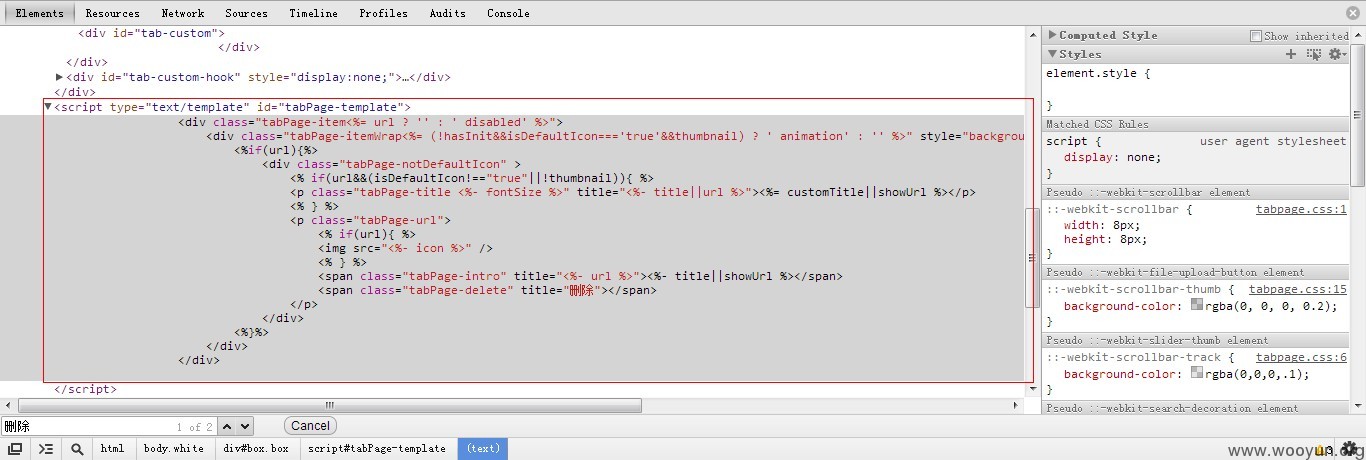 Elements Resources Network Sources Timeline Profiles Audits Console
<div id="tab-custom">
</div>
</div>
▶<div id="tab-custom-hook" style="display:none;">…</div>
</div>
▼<script type="text/template" id="tabPage-template">
<div class="tabPage-item<%= url ? '' : ' disabled' %>">
<div class="tabPage-itemWrap<%= (!hasInit&&isDefaultIcon==='true'&&thumbnail) ? ' animation' : '' %>" style="backgroun
<%if(url){%>
<div class="tabPage-notDefaultIcon" >
<% if(url&&(isDefaultIcon!=="true"||!thumbnail)){ %>
<p class="tabPage-title <%- fontSize %>" title="<%- title||url %>"><%= customTitle||showUrl %></p>
<% } %>
<p class="tabPage-url">
<% if(url){ %>
<img src="<%- icon %>" />
<% } %>
<span class="tabPage-intro" title="<%- url %>"><%- title||showUrl %></span>
<span class="tabPage-delete" title="删除"></span>
</p>
</div>
<%}%>
</div>
</div>
</script>
删除 1 of 2 Cancel
html body.white div#box.box script#tabPage-template (text)
▶Computed Style Show inherited
▼Styles
element.style {
}
Matched CSS Rules
script { user agent stylesheet
display: none;
}
Pseudo ::-webkit-scrollbar element
::-webkit-scrollbar { tabpage.css:1
width: 8px;
height: 8px;
}
Pseudo ::-webkit-file-upload-button element
::-webkit-scrollbar-thumb { tabpage.css:15
background-color: rgba(0, 0, 0, 0.2);
}
Pseudo ::-webkit-slider-thumb element
::-webkit-scrollbar-track { tabpage.css:6
background-color: rgba(0,0,0,.1);
}
Pseudo ::-webkit-search-decoration element
www.wooyun.org